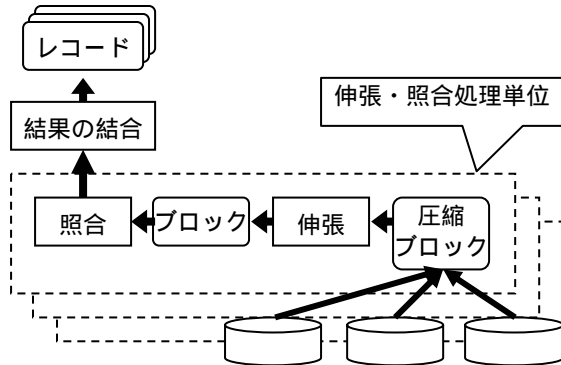 レコード
伸張・照合処理単位
結果の結合
照合
ブロック
伸張
圧縮
ブロック